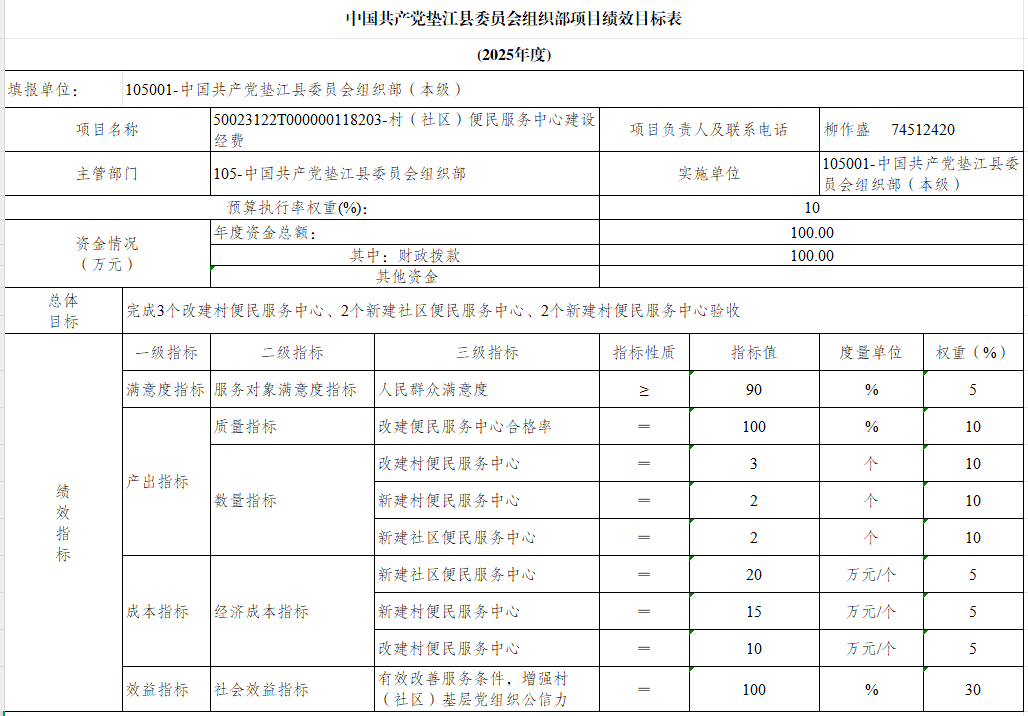 中国共产党垫江县委员会组织部项目绩效目标表
(2025年度)
填报单位： 105001-中国共产党垫江县委员会组织部（本级）
项目名称 50023122T000000118203-村（社区）便民服务中心建设经费 项目负责人及联系电话 柳作盛 74512420
主管部门 105-中国共产党垫江县委员会组织部 实施单位 105001-中国共产党垫江县委员会组织部（本级）
预算执行率权重(%)： 10
资金情况（万元） 年度资金总额： 100.00
其中：财政拨款 100.00
其他资金
总体目标 完成3个改建村便民服务中心、2个新建社区便民服务中心、2个新建村便民服务中心验收
绩效指标 一级指标 二级指标 三级指标 指标性质 指标值 度量单位 权重（%）
满意度指标 服务对象满意度指标 人民群众满意度 ≥ 90 % 5
产出指标 质量指标 改建便民服务中心合格率 ＝ 100 % 10
数量指标 改建村便民服务中心 ＝ 3 个 10
新建村便民服务中心 ＝ 2 个 10
新建社区便民服务中心 ＝ 2 个 10
成本指标 经济成本指标 新建社区便民服务中心 ＝ 20 万元/个 5
新建村便民服务中心 ＝ 15 万元/个 5
改建村便民服务中心 ＝ 10 万元/个 5
效益指标 社会效益指标 有效改善服务条件，增强村（社区）基层党组织公信力 ＝ 100 % 30